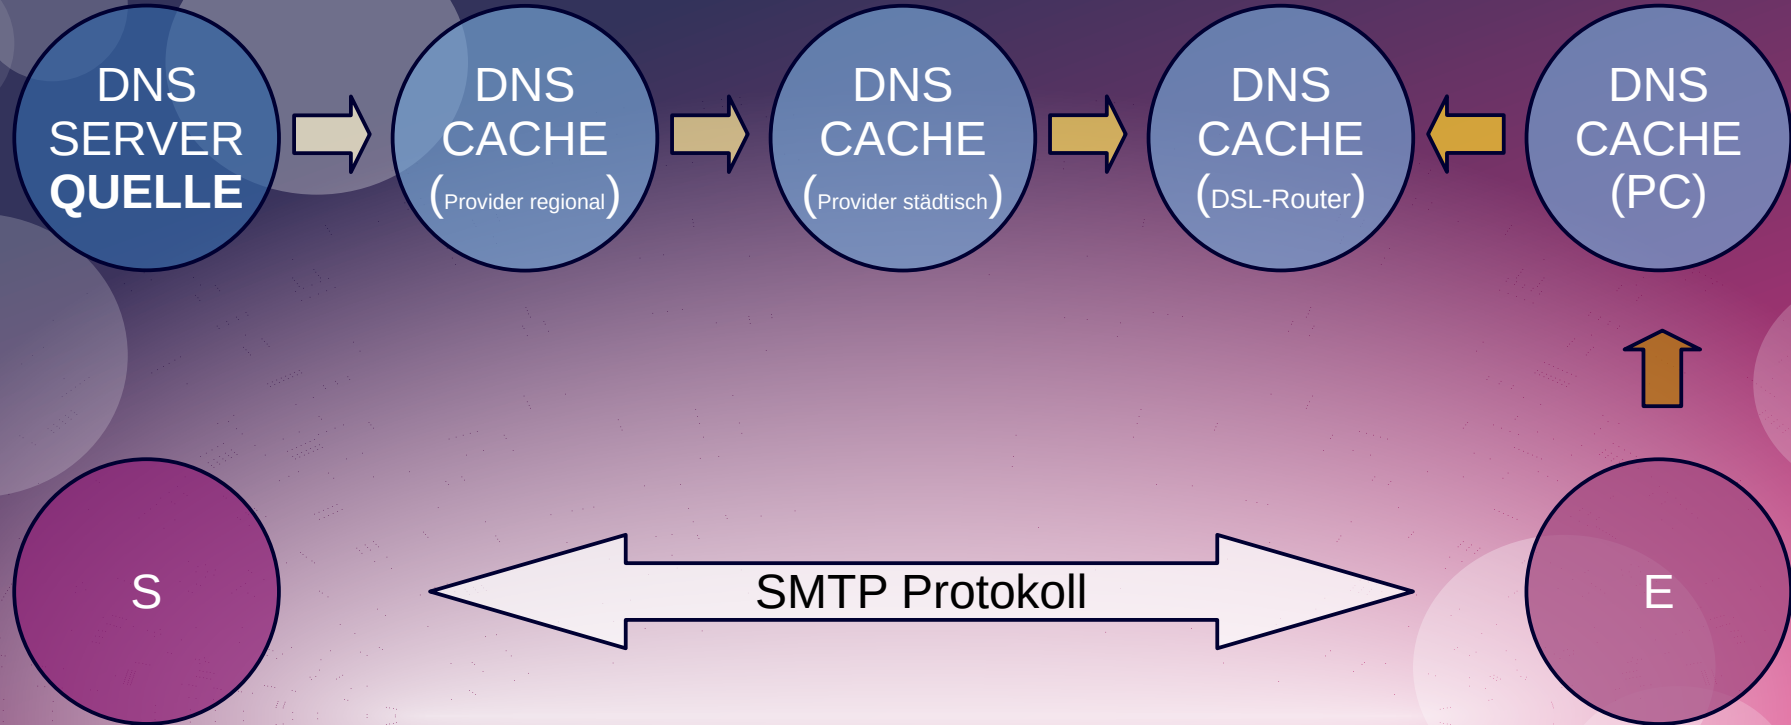 DNS
SERVER
QUELLE
DNS
CACHE
(Provider regional)
DNS
CACHE
(Provider städtisch)
DNS
CACHE
(DSL-Router)
DNS
CACHE
(PC)
S
SMTP Protokoll
E